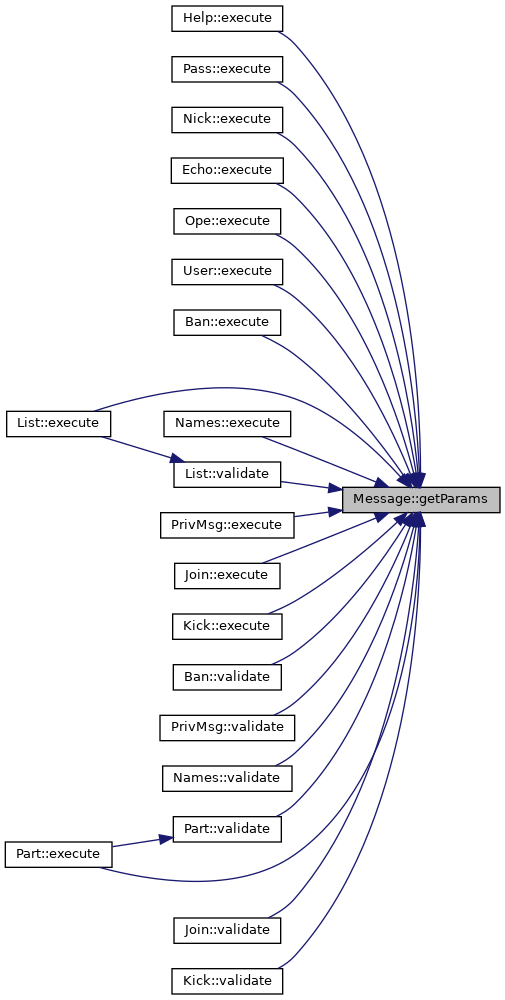 Help::execute
Pass::execute
Nick::execute
Echo::execute
Ope::execute
User::execute
Ban::execute
List::execute
Names::execute
List::validate
Message::getParams
PrivMsg::execute
Join::execute
Kick::execute
Ban::validate
PrivMsg::validate
Names::validate
Part::validate
Part::execute
Join::validate
Kick::validate